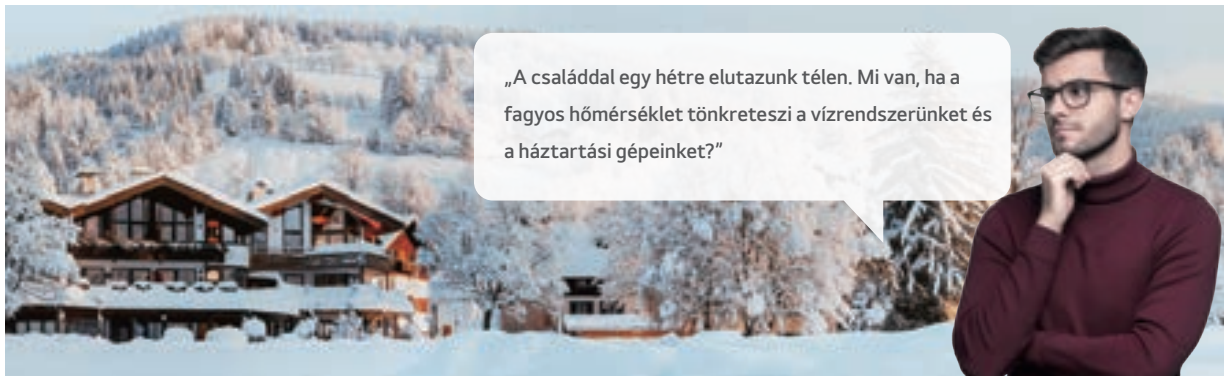 „A családdal egy hétre elutazunk télen. Mi van, ha a
fagyos hőmérséklet tönkreteszi a vízrendszerünket és
a háztartási gépeinket?”